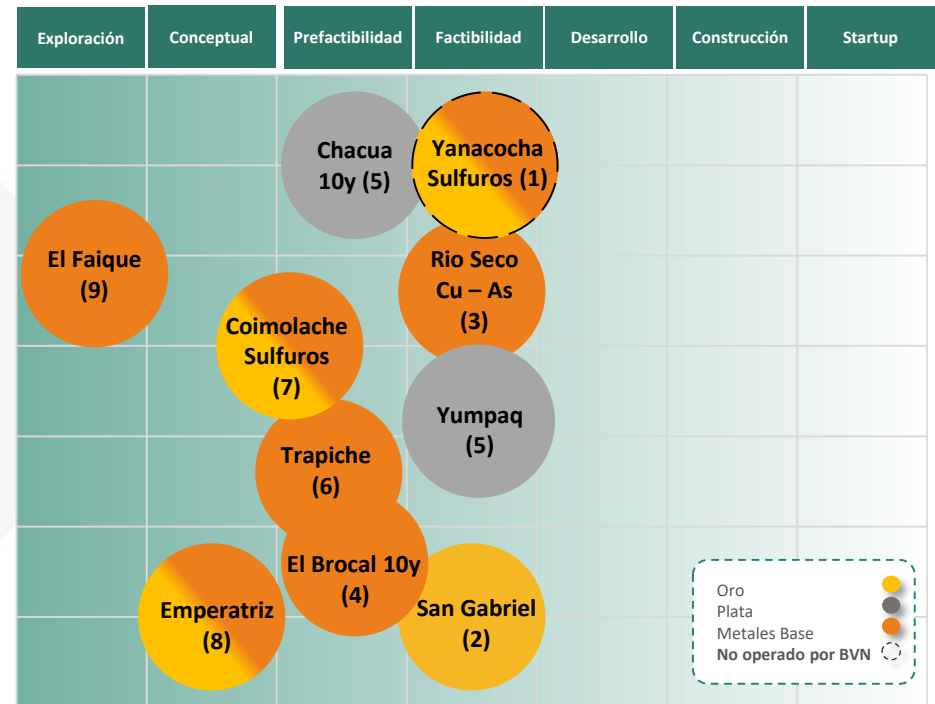 Exploración
Conceptual
Prefactibilidad
Factibilidad
Desarrollo
Construcción
Startup
Chacua
10y (5)
Yanacocha
Sulfuros (1)
El Faique
(9)
Rio Seco
Cu – As
(3)
Coimolache
Sulfuros
(7)
Yumpaq
(5)
Trapiche
(6)
El Brocal 10y
(4)
Emperatriz
(8)
San Gabriel
(2)
Oro
Plata
Metales Base
No operado por BVN